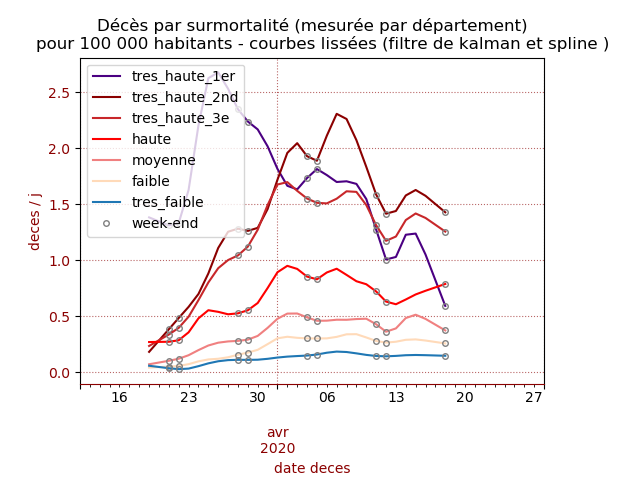 Décès par surmortalité (mesurée par département)
pour 100 000 habitants - courbes lissées (filtre de kalman et spline )
2.5
2.0
1.5
1.0
0.5
0.0
deces / j
tres_haute_1er
tres_haute_2nd
tres_haute_3e
haute
moyenne
faible
tres_faible
week-end
16
23
30
06
13
20
27
avr
2020
date deces